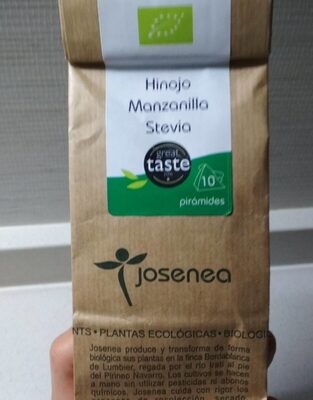 Hinojo
Manzanilla
Stevia
great
taste
10
pirámides
josenea
NTS • PLANTAS ECOLÓGICAS • BIOLOGI
Josenea produce y transforma de forma
biológica sus plantas en la finca Bordablanca
de Lumbier, regada por el río Irati al pie
del Pirineo Navarro. Los cultivos se hacen
a mano sin utilizar pesticidas ni abonos
químicos. Josenea cuida con rigor los